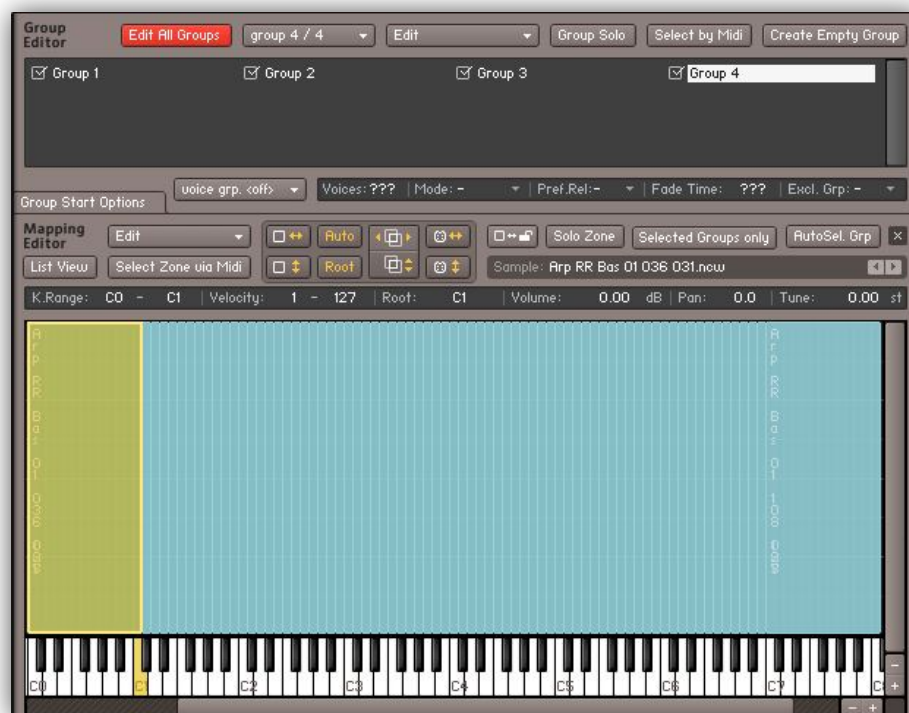 Group Editor Edit All Groups group 4 / 4 Edit Group Solo Select by Midi Create Empty Group
Group 1 Group 2 Group 3 Group 4
Group Start Options voice grp. <off> Voices: ??? | Mode: - | Pref.Rel:- | Fade Time: ??? | Excl. Grp: -
Mapping Editor Edit Auto Solo Zone Selected Groups only AutoSel. Grp ×
List View Select Zone via Midi Root Sample: Arp RR Bas 01 036 031.ncw
K.Range: C0 - C1 | Velocity: 1 - 127 | Root: C1 | Volume: 0.00 dB | Pan: 0.0 | Tune: 0.00 st
Arp RR Bas 01 036
Arp RR Bas 01 108
C0 C1 C2 C3 C4 C5 C6 C7